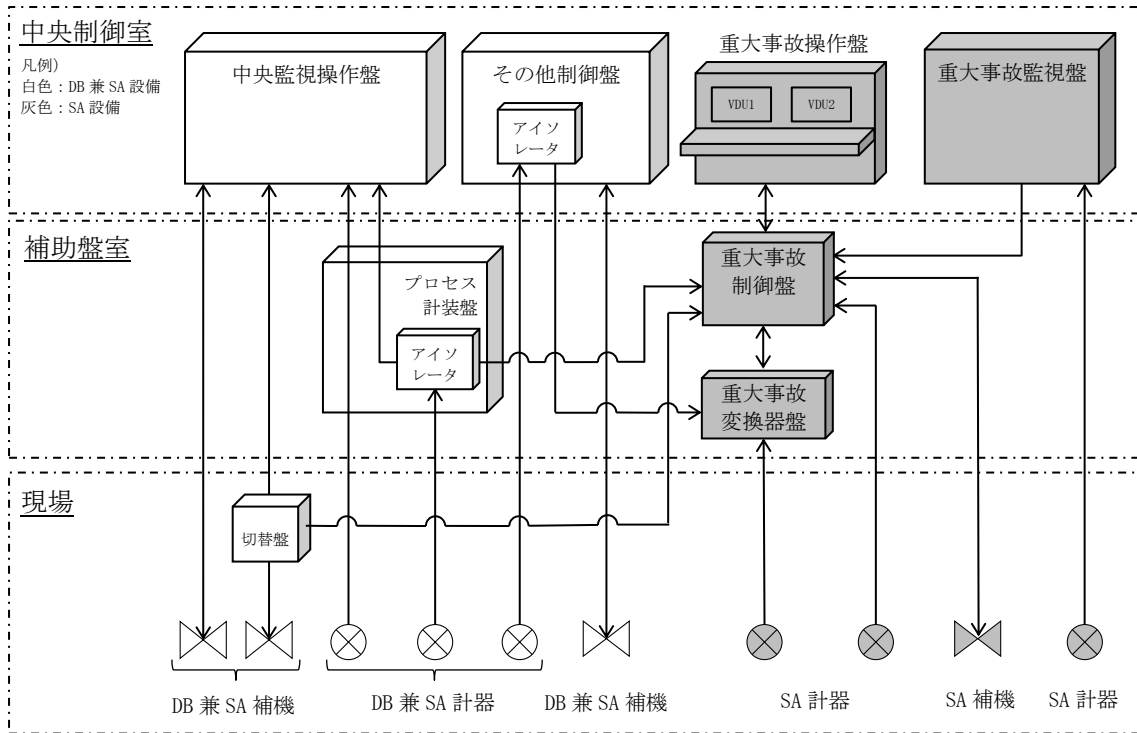 中央制御室
凡例)
白色:DB 兼 SA 設備
灰色:SA 設備
中央監視操作盤
その他制御盤
アイソ
レータ
重大事故操作盤
VDU1
VDU2
重大事故監視盤
補助盤室
プロセス
計装盤
アイソ
レータ
重大事故
制御盤
重大事故
変換器盤
現場
切替盤
DB 兼 SA 補機
DB 兼 SA 計器
DB 兼 SA 補機
SA 計器
SA 補機
SA 計器